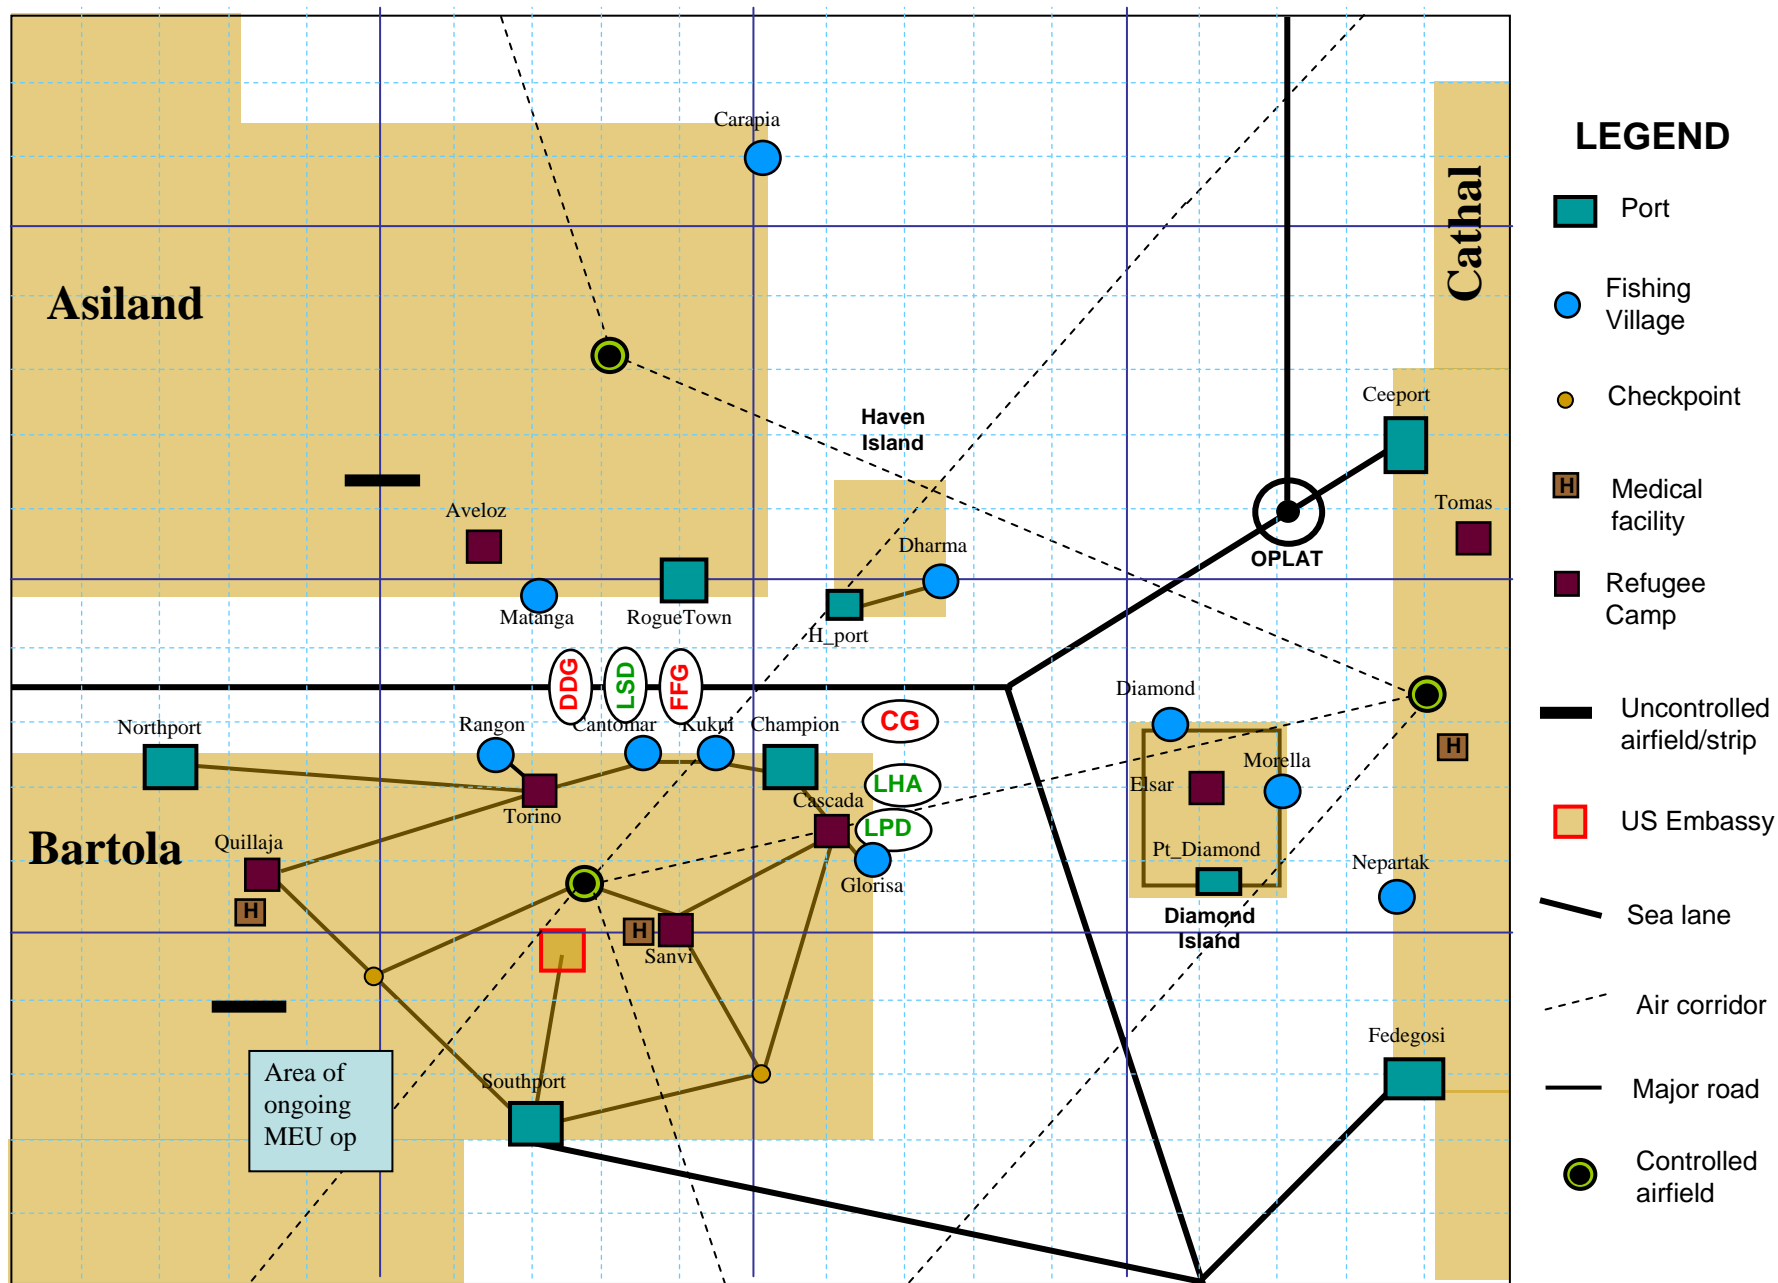 Carapia
Asiland
Cathal
Haven
Island
Ceeport
Aveloz
Tomas
Dharma
OPLAT
Matanga
RogueTown
H_port
DDG
LSD
FFG
CG
Diamond
Northport
Rangon
Cantomar
Kukul
Champion
Morella
Elsar
LHA
Cascada
Torino
LPD
Bartola
Quillaja
H
Pt_Diamond
Glorisa
Nepartak
H
H
Sanvi
Diamond
Island
Fedegosi
Area of
ongoing
MEU op
Southport
LEGEND
Port
Fishing
Village
Checkpoint
H
Medical
facility
Refugee
Camp
Uncontrolled
airfield/strip
US Embassy
Sea lane
Air corridor
Major road
Controlled
airfield